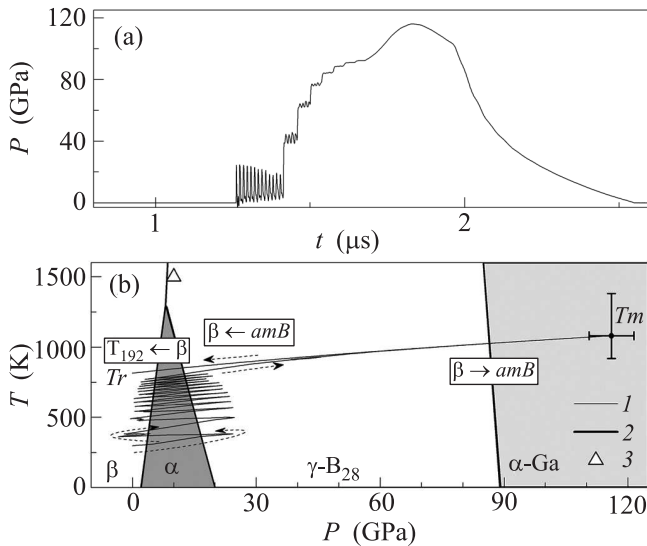 (a)
P (GPa)
120
80
40
0
1
2
t (μs)
(b)
T (K)
1500
1000
500
0
β ← amB
T₁₉₂ ← β
Tr
β → amB
Tm
1
2
3
β
α
γ-B₂₈
α-Ga
0
30
60
90
120
P (GPa)